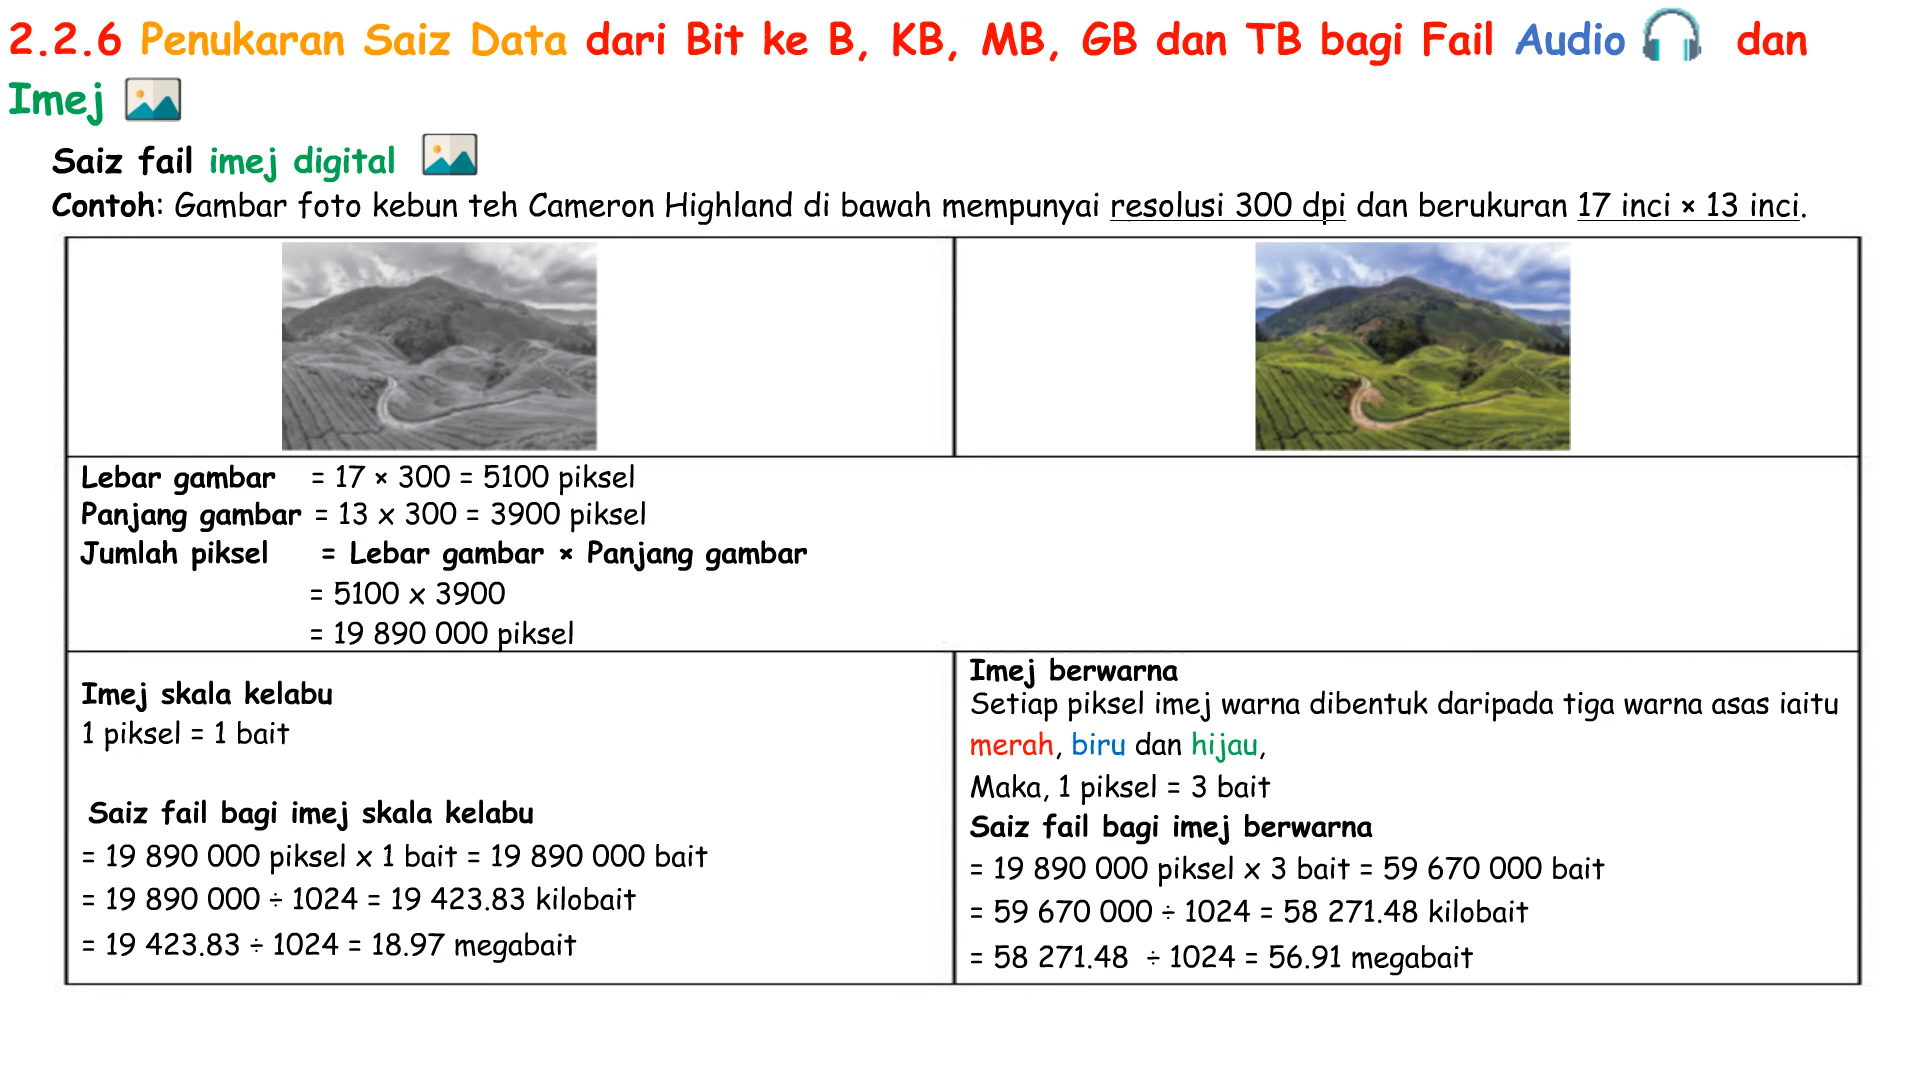 2.2.6 Penukaran Saiz Data dari Bit ke B, KB, MB, GB dan TB bagi Fail Audio dan
Imej
Saiz fail imej digital
Contoh: Gambar foto kebun teh Cameron Highland di bawah mempunyai resolusi 300 dpi dan berukuran 17 inci × 13 inci.
Lebar gambar = 17 × 300 = 5100 piksel
Panjang gambar = 13 x 300 = 3900 piksel
Jumlah piksel = Lebar gambar × Panjang gambar
= 5100 x 3900
= 19 890 000 piksel
Imej skala kelabu
1 piksel = 1 bait
Saiz fail bagi imej skala kelabu
= 19 890 000 piksel x 1 bait = 19 890 000 bait
= 19 890 000 ÷ 1024 = 19 423.83 kilobait
= 19 423.83 ÷ 1024 = 18.97 megabait
Imej berwarna
Setiap piksel imej warna dibentuk daripada tiga warna asas iaitu
merah, biru dan hijau,
Maka, 1 piksel = 3 bait
Saiz fail bagi imej berwarna
= 19 890 000 piksel x 3 bait = 59 670 000 bait
= 59 670 000 ÷ 1024 = 58 271.48 kilobait
= 58 271.48 ÷ 1024 = 56.91 megabait